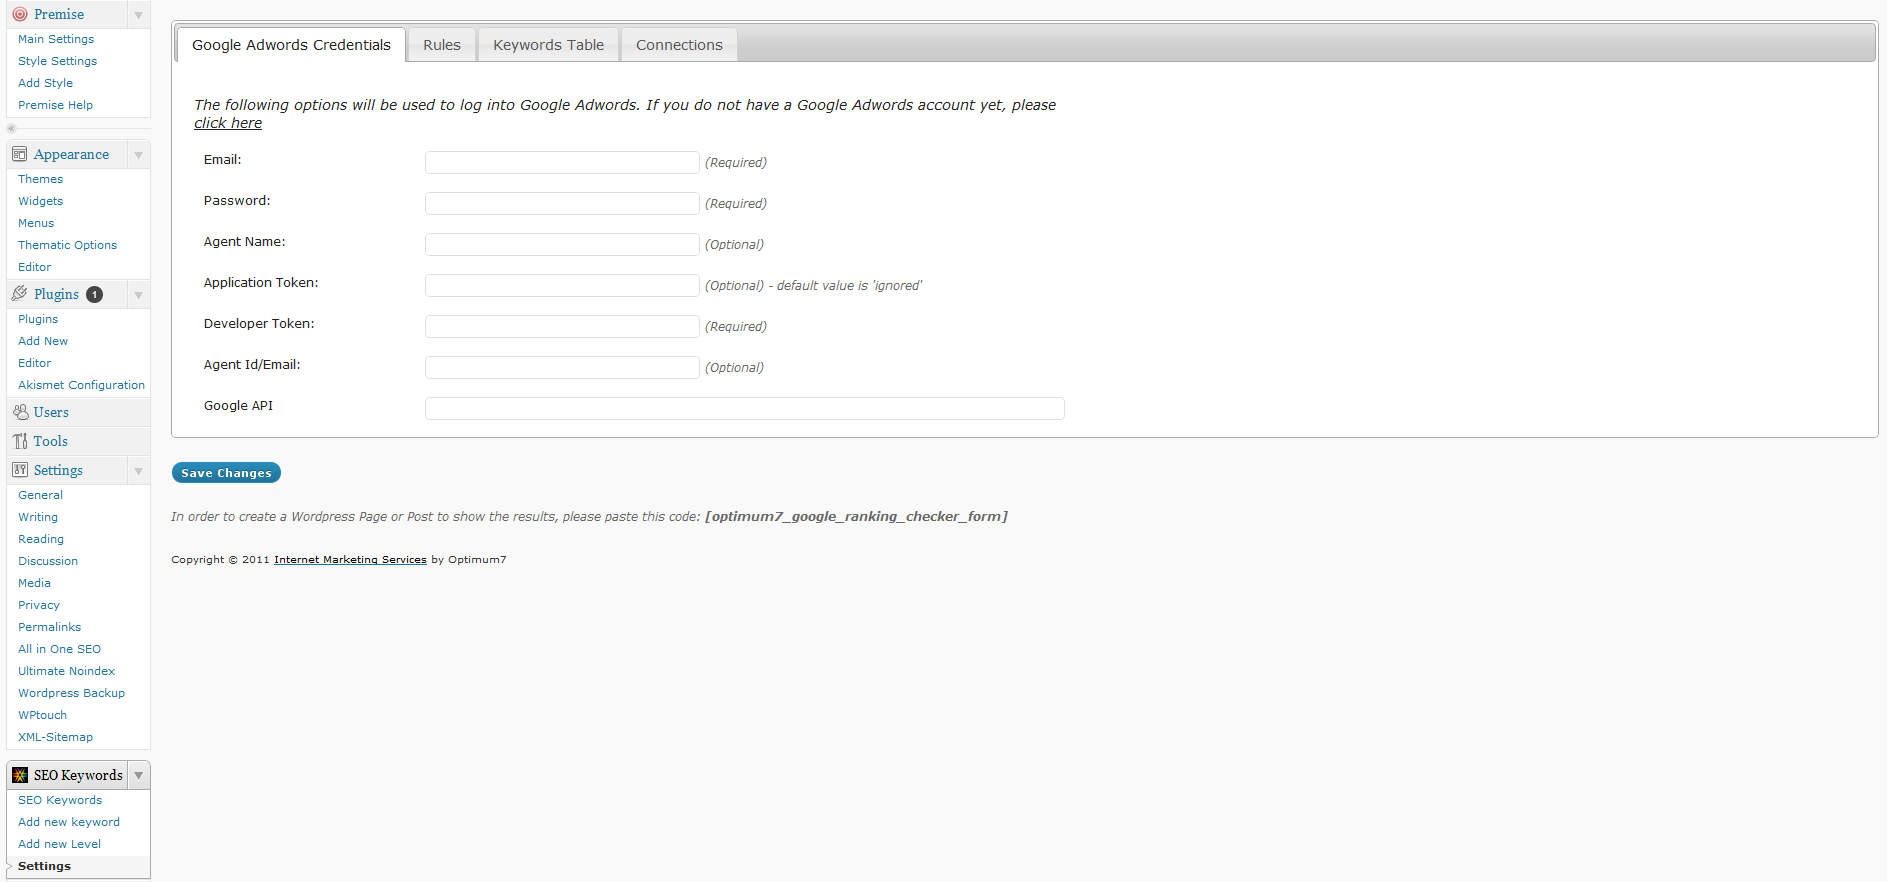 Premise
Main Settings
Style Settings
Add Style
Premise Help
Appearance
Themes
Widgets
Menus
Thematic Options
Editor
Plugins 1
Plugins
Add New
Editor
Akismet Configuration
Users
Tools
Settings
General
Writing
Reading
Discussion
Media
Privacy
Permalinks
All in One SEO
Ultimate Noindex
Wordpress Backup
WPtouch
XML-Sitemap
SEO Keywords
SEO Keywords
Add new keyword
Add new Level
Settings
Google Adwords Credentials Rules Keywords Table Connections
The following options will be used to log into Google Adwords. If you do not have a Google Adwords account yet, please
click here
Email: (Required)
Password: (Required)
Agent Name: (Optional)
Application Token: (Optional) - default value is 'ignored'
Developer Token: (Required)
Agent Id/Email: (Optional)
Google API
Save Changes
In order to create a Wordpress Page or Post to show the results, please paste this code: [optimum7_google_ranking_checker_form]
Copyright © 2011 Internet Marketing Services by Optimum7